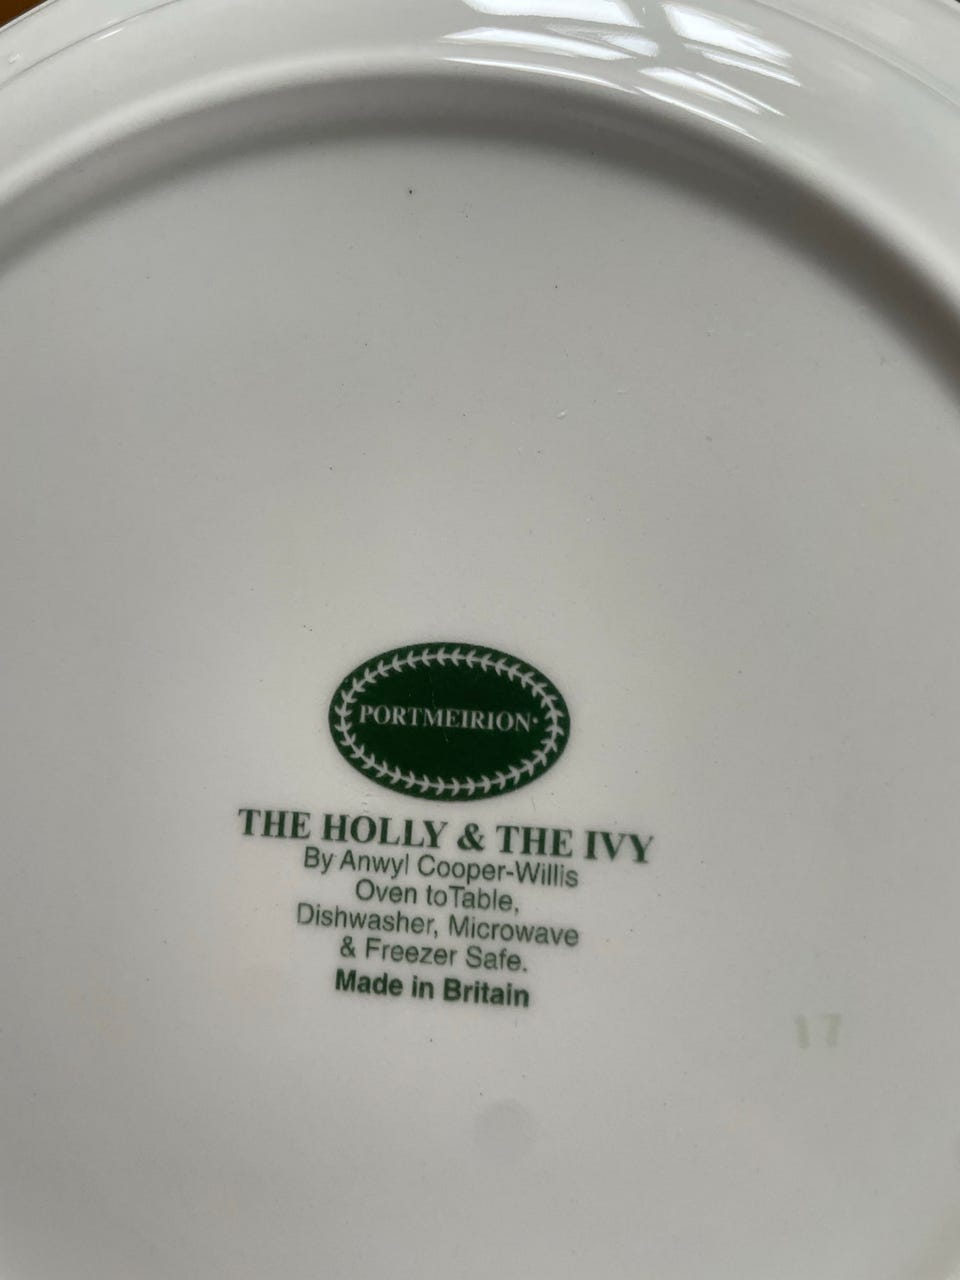 PORTMEIRION
THE HOLLY & THE IVY
By Anwyl Cooper-Willis
Oven toTable,
Dishwasher, Microwave
& Freezer Safe.
Made in Britain
17